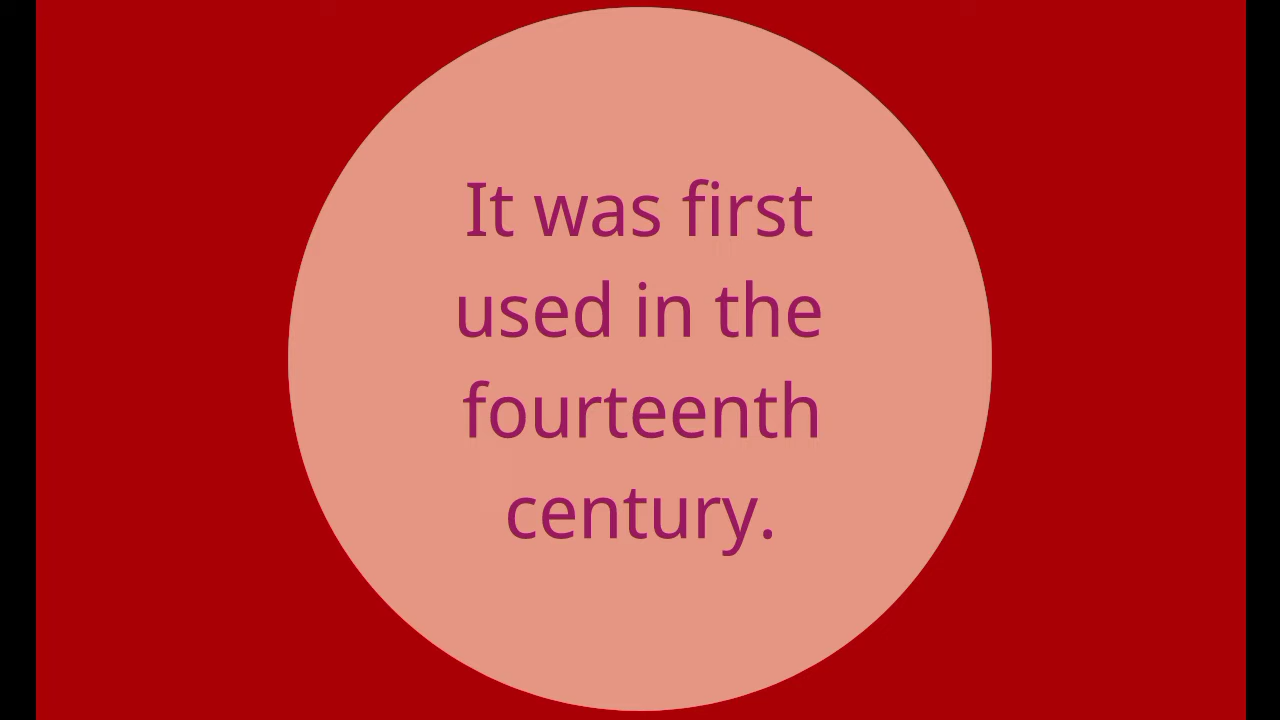 It was first
used in the
fourteenth
century.